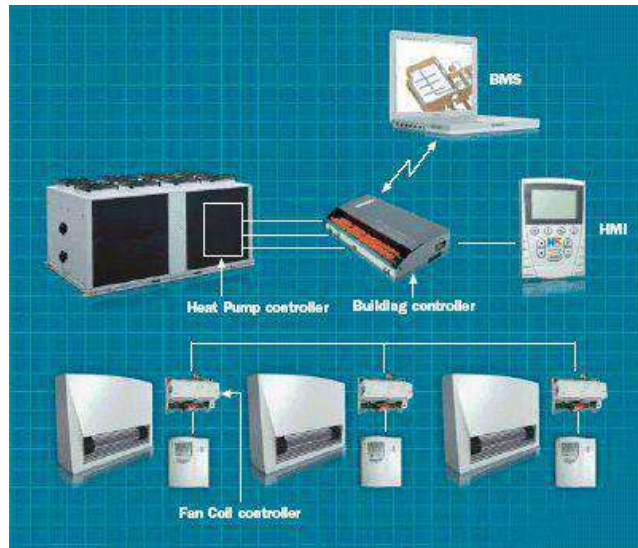 BMS
HMI
Heat Pump controller
Building controller
Fan Coil controller